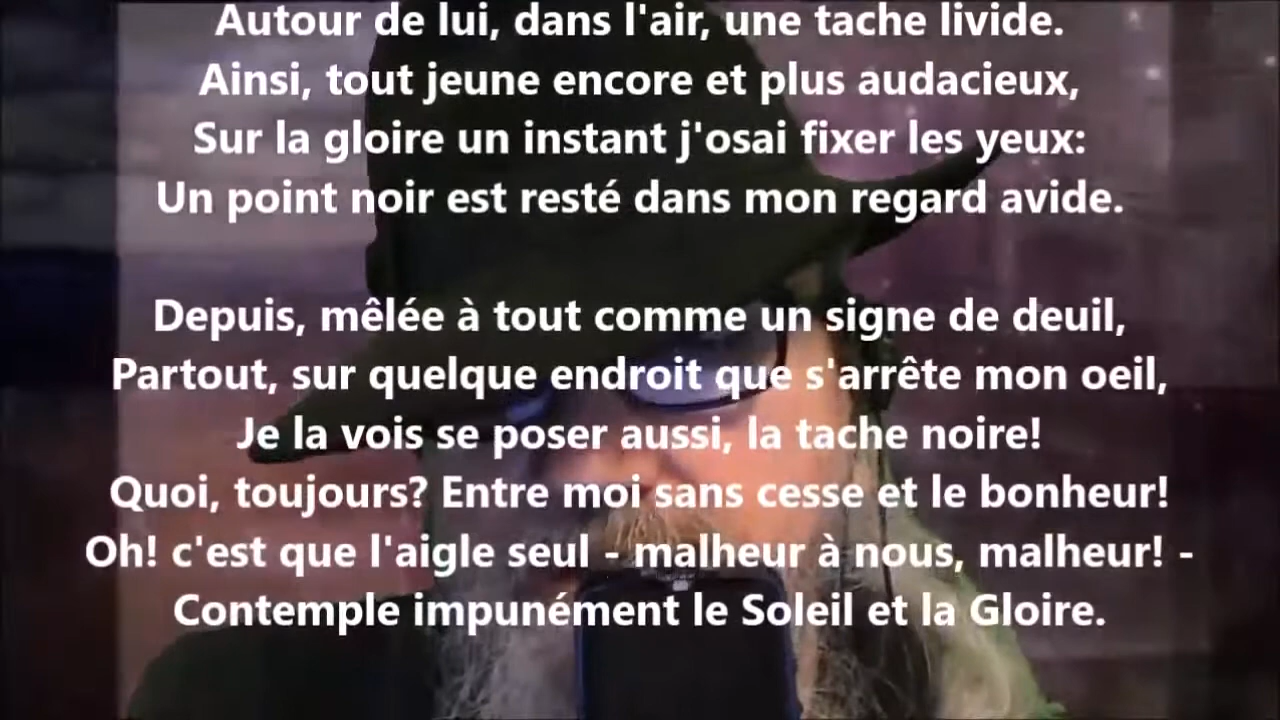 Autour de lui, dans l'air, une tache livide.
Ainsi, tout jeune encore et plus audacieux,
Sur la gloire un instant j'osai fixer les yeux:
Un point noir est resté dans mon regard avide.
Depuis, mêlée à tout comme un signe de deuil,
Partout, sur quelque endroit que s'arrête mon oeil,
Je la vois se poser aussi, la tache noire!
Quoi, toujours? Entre moi sans cesse et le bonheur!
Oh! c'est que l'aigle seul - malheur à nous, malheur! -
Contemple impunément le Soleil et la Gloire.